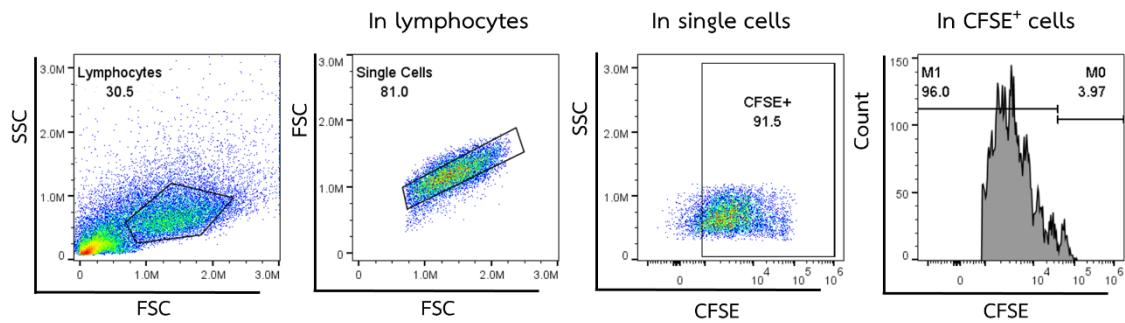 In lymphocytes
In single cells
In CFSE⁺ cells
SSC
3.0M
2.0M
1.0M
0
Lymphocytes
30.5
0
1.0M
2.0M
3.0M
FSC
FSC
3.0M
2.0M
1.0M
0
Single Cells
81.0
0
1.0M
2.0M
3.0M
FSC
SSC
3.0M
2.0M
1.0M
0
CFSE+
91.5
0
10⁴
10⁵
10⁶
CFSE
Count
150
100
50
0
M1
96.0
M0
3.97
0
10⁴
10⁵
10⁶
CFSE